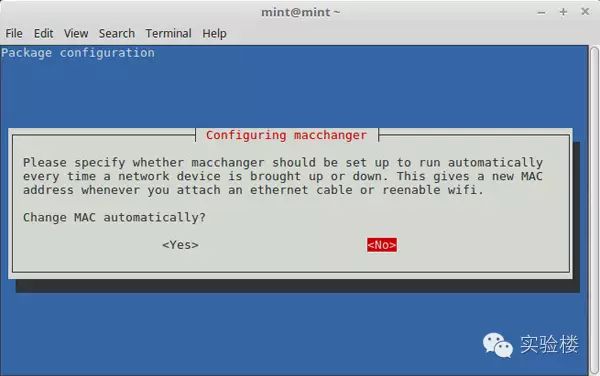 mint@mint ~
File Edit View Search Terminal Help
Package configuration
Configuring macchanger
Please specify whether macchanger should be set up to run automatically
every time a network device is brought up or down. This gives a new MAC
address whenever you attach an ethernet cable or reenable wifi.
Change MAC automatically?
<Yes> <No>
实验楼